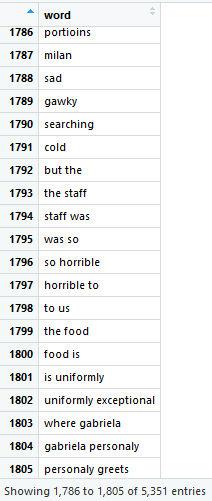 word
1786 portioins
1787 milan
1788 sad
1789 gawky
1790 searching
1791 cold
1792 but the
1793 the staff
1794 staff was
1795 was so
1796 so horrible
1797 horrible to
1798 to us
1799 the food
1800 food is
1801 is uniformly
1802 uniformly exceptional
1803 where gabriela
1804 gabriela personaly
1805 personaly greets
Showing 1,786 to 1,805 of 5,351 entries